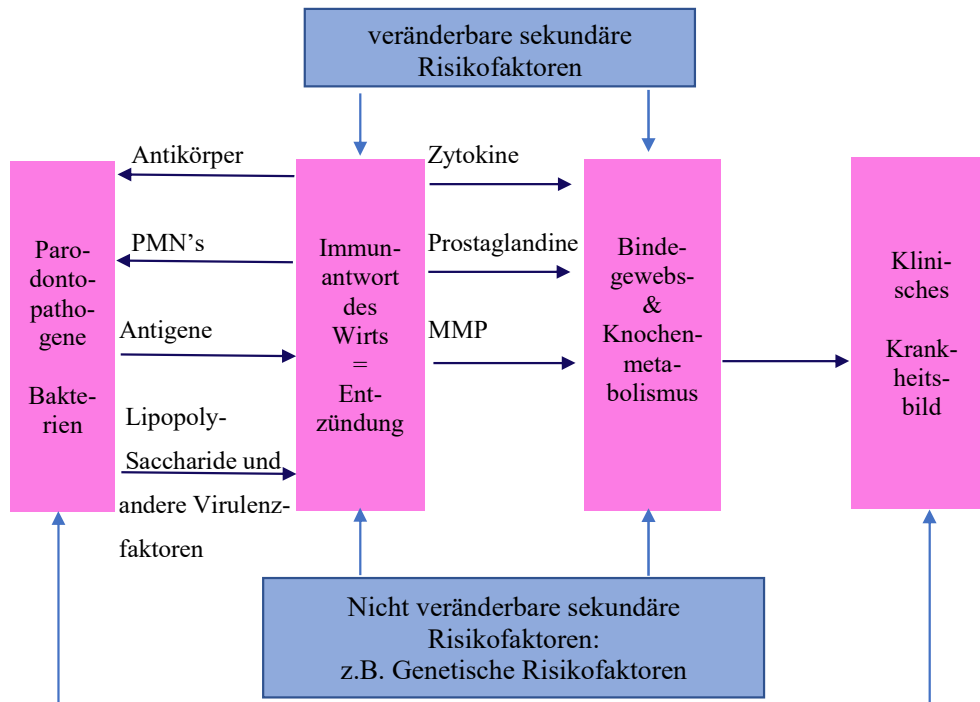 veränderbare sekundäre
Risikofaktoren
Antikörper
PMN's
Antigene
Lipopoly-
Saccharide und
andere Virulenz-
faktoren
Paro-
donto-
patho-
gene
Bakte-
rien
Immun-
antwort
des
Wirts
=
Ent-
zündung
Zytokine
Prostaglandine
MMP
Binde-
gewebs-
&
Knochen-
meta-
bolismus
Klini-
sches
Krank-
heits-
bild
Nicht veränderbare sekundäre
Risikofaktoren:
z.B. Genetische Risikofaktoren